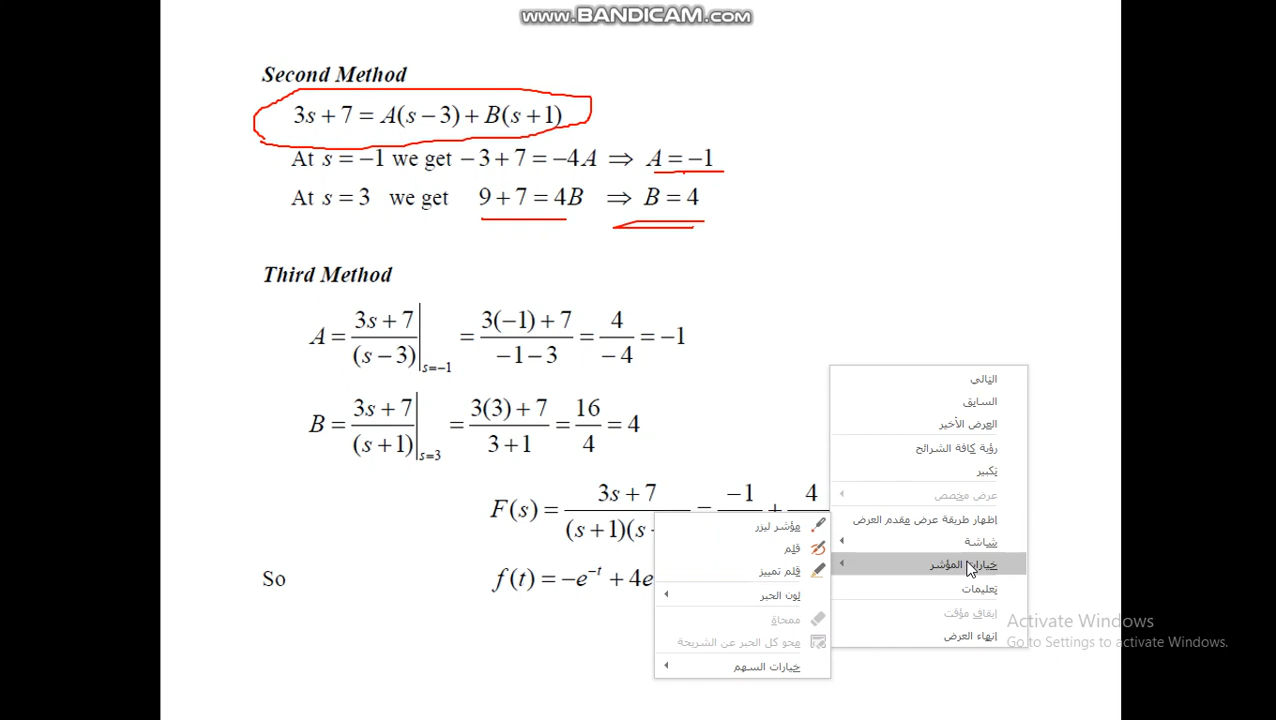 www.BANDICAM.com
Second Method
3s + 7 = A(s − 3) + B(s + 1)
At s = −1 we get − 3 + 7 = −4A ⇒ A = −1
At s = 3 we get 9 + 7 = 4B ⇒ B = 4
Third Method
A = (3s + 7)/(s − 3) |s=−1 = (3(−1) + 7)/(−1 − 3) = 4/(−4) = −1
B = (3s + 7)/(s + 1) |s=3 = (3(3) + 7)/(3 + 1) = 16/4 = 4
F(s) = (3s + 7)/((s + 1)(s − = −1 + 4
So f(t) = −e^−t + 4e
التالي
السابق
العرض الأخير
رؤية كافة الشرائح
تكبير
عرض مخصص
إظهار طريقة عرض مقدم العرض
شاشة
خيارات المؤشر
تعليمات
إيقاف مؤقت
إنهاء العرض
مؤشر ليزر
قلم
قلم تمييز
لون الحبر
ممحاة
محو كل الحبر عن الشريحة
خيارات السهم
Activate Windows
Go to Settings to activate Windows.